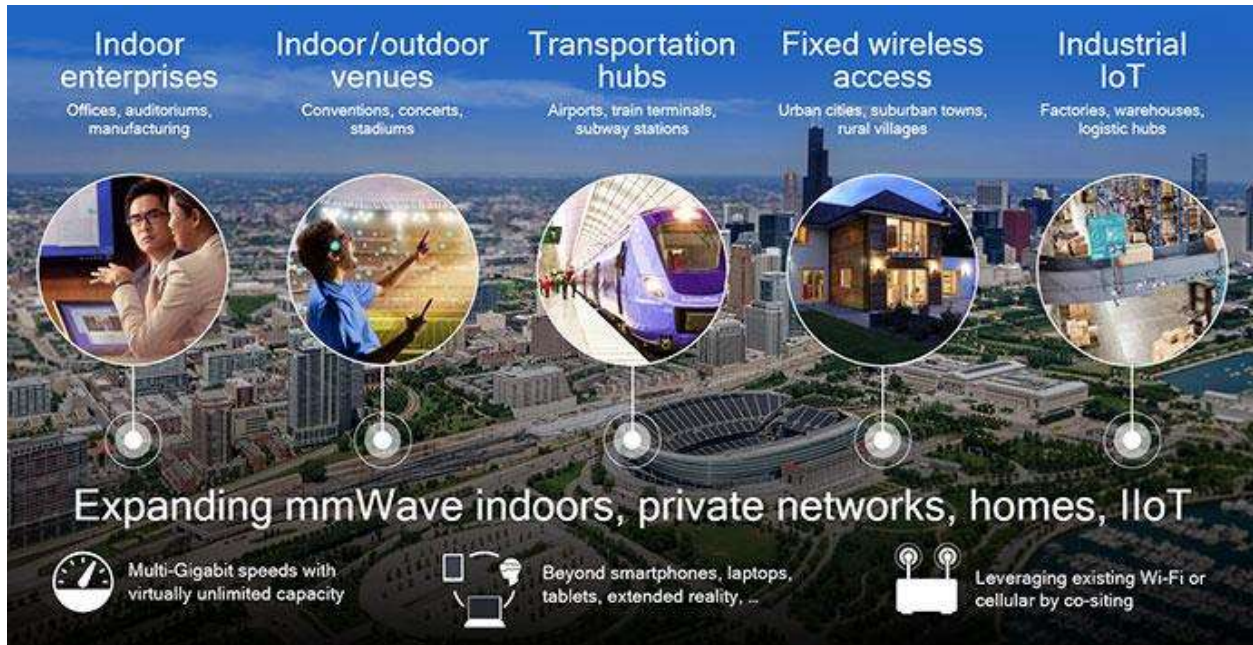 Indoor
enterprises
Offices, auditoriums,
manufacturing
Indoor/outdoor
venues
Conventions, concerts,
stadiums
Transportation
hubs
Airports, train terminals,
subway stations
Fixed wireless
access
Urban cities, suburban towns,
rural villages
Industrial
IoT
Factories, warehouses,
logistic hubs
Expanding mmWave indoors, private networks, homes, IIoT
Multi-Gigabit speeds with
virtually unlimited capacity
Beyond smartphones, laptops,
tablets, extended reality, ...
Leveraging existing Wi-Fi or
cellular by co-siting